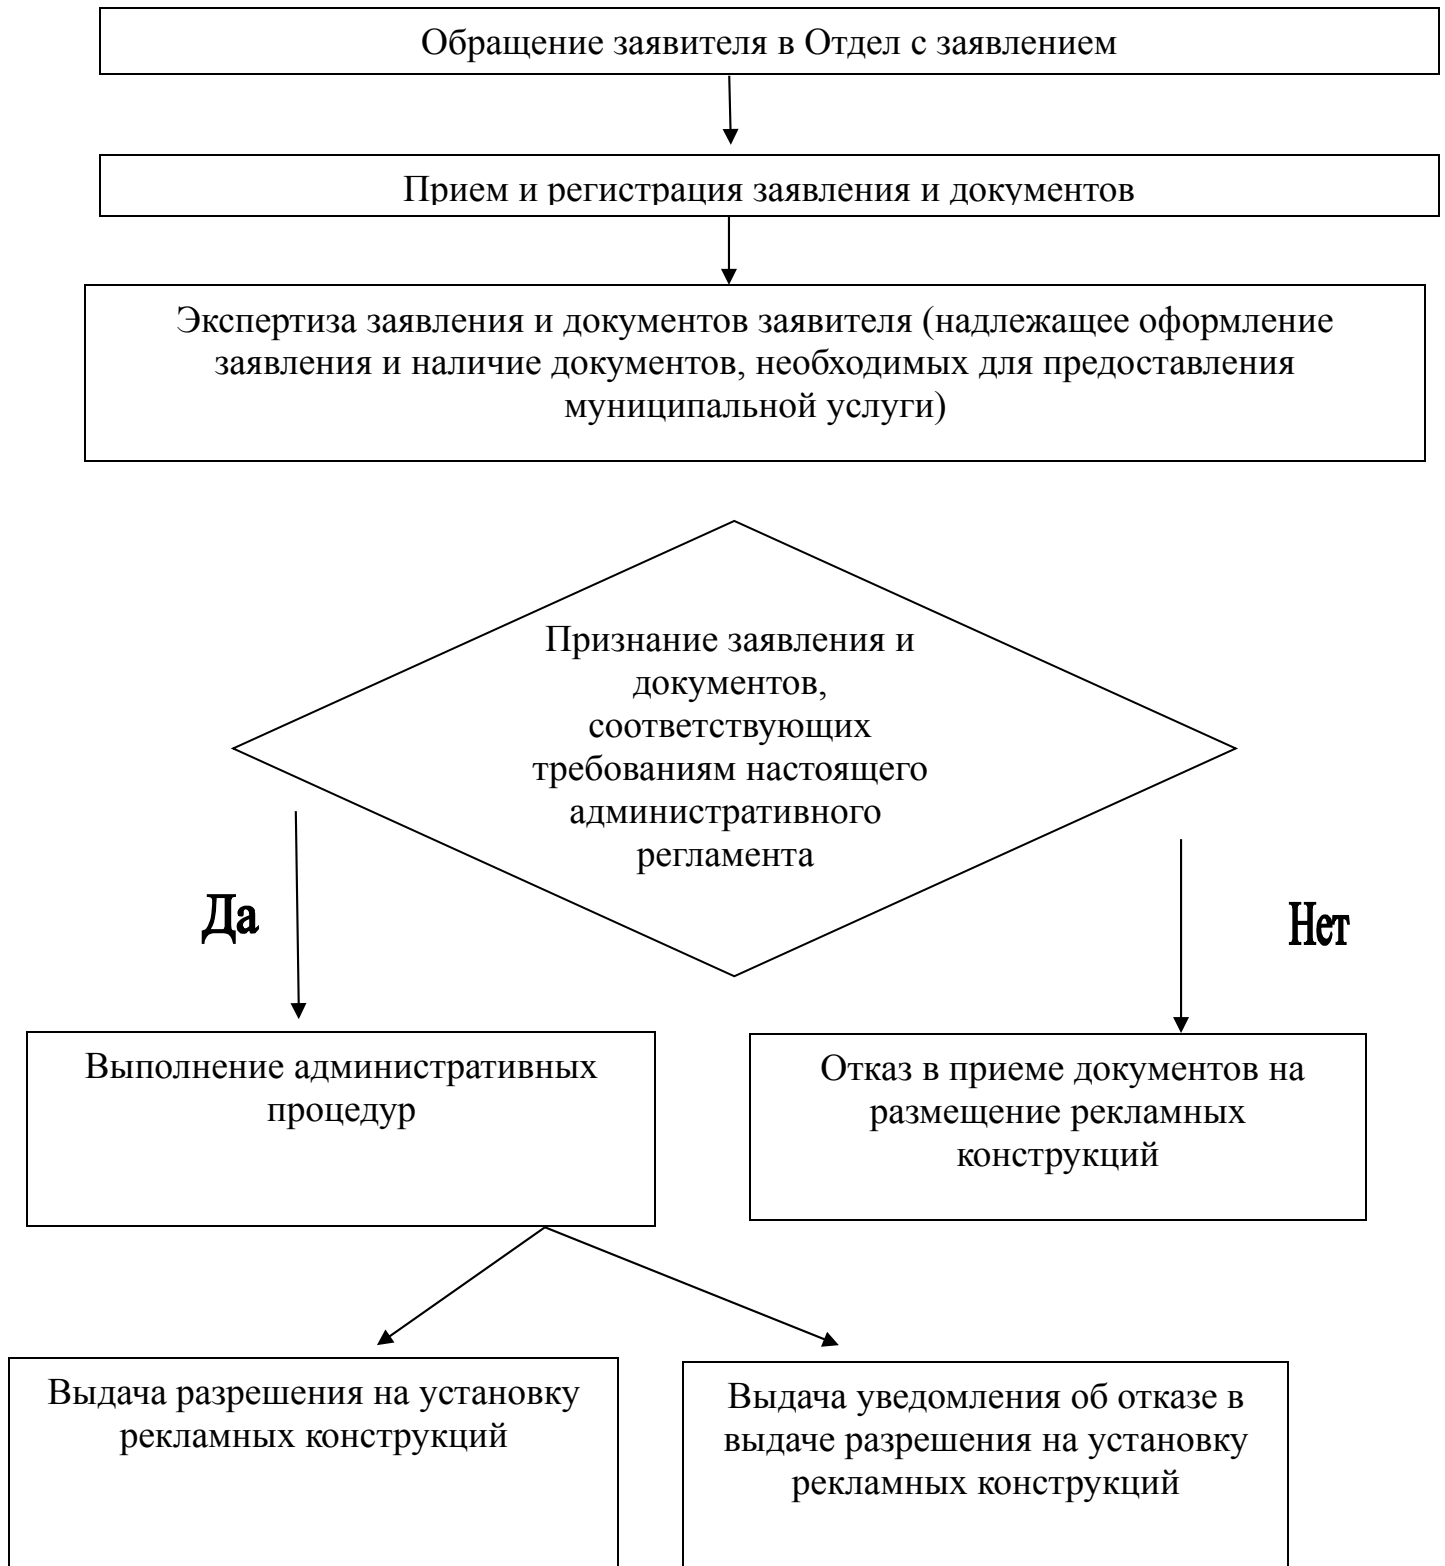 Обращение заявителя в Отдел с заявлением
Прием и регистрация заявления и документов
Экспертиза заявления и документов заявителя (надлежащее оформление
заявления и наличие документов, необходимых для предоставления
муниципальной услуги)
Признание заявления и
документов,
соответствующих
требованиям настоящего
административного
регламента
Да
Нет
Выполнение административных
процедур
Отказ в приеме документов на
размещение рекламных
конструкций
Выдача разрешения на установку
рекламных конструкций
Выдача уведомления об отказе в
выдаче разрешения на установку
рекламных конструкций